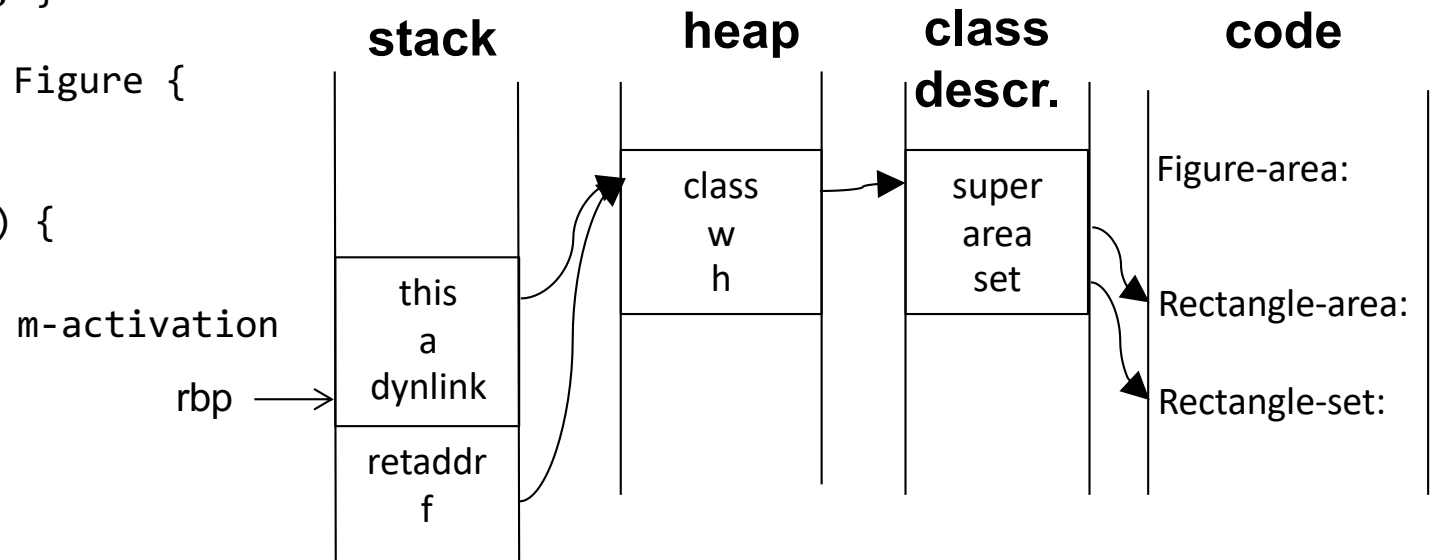 Figure {
) {
m-activation
rbp
stack
this
a
dynlink
retaddr
f
heap
class
w
h
class
descr.
super
area
set
code
Figure-area:
Rectangle-area:
Rectangle-set: